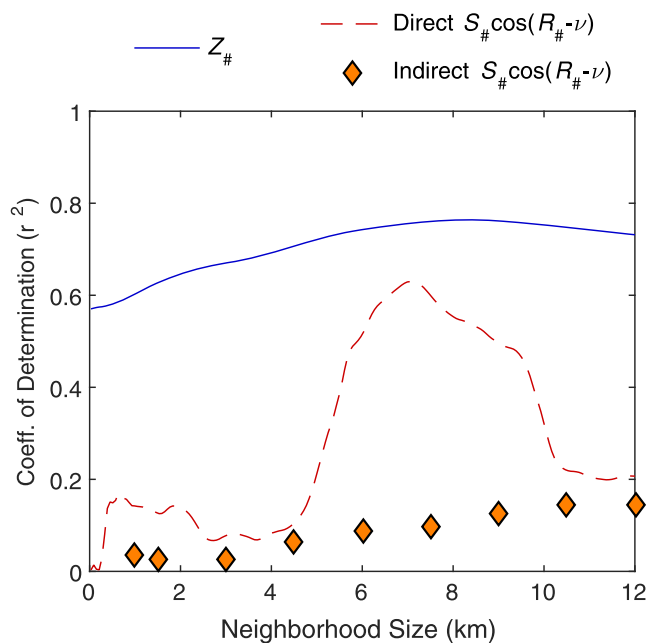 Z#
Direct S#cos(R#-ν)
Indirect S#cos(R#-ν)
1
0.8
0.6
0.4
0.2
0
0 2 4 6 8 10 12
Coeff. of Determination (r 2)
Neighborhood Size (km)